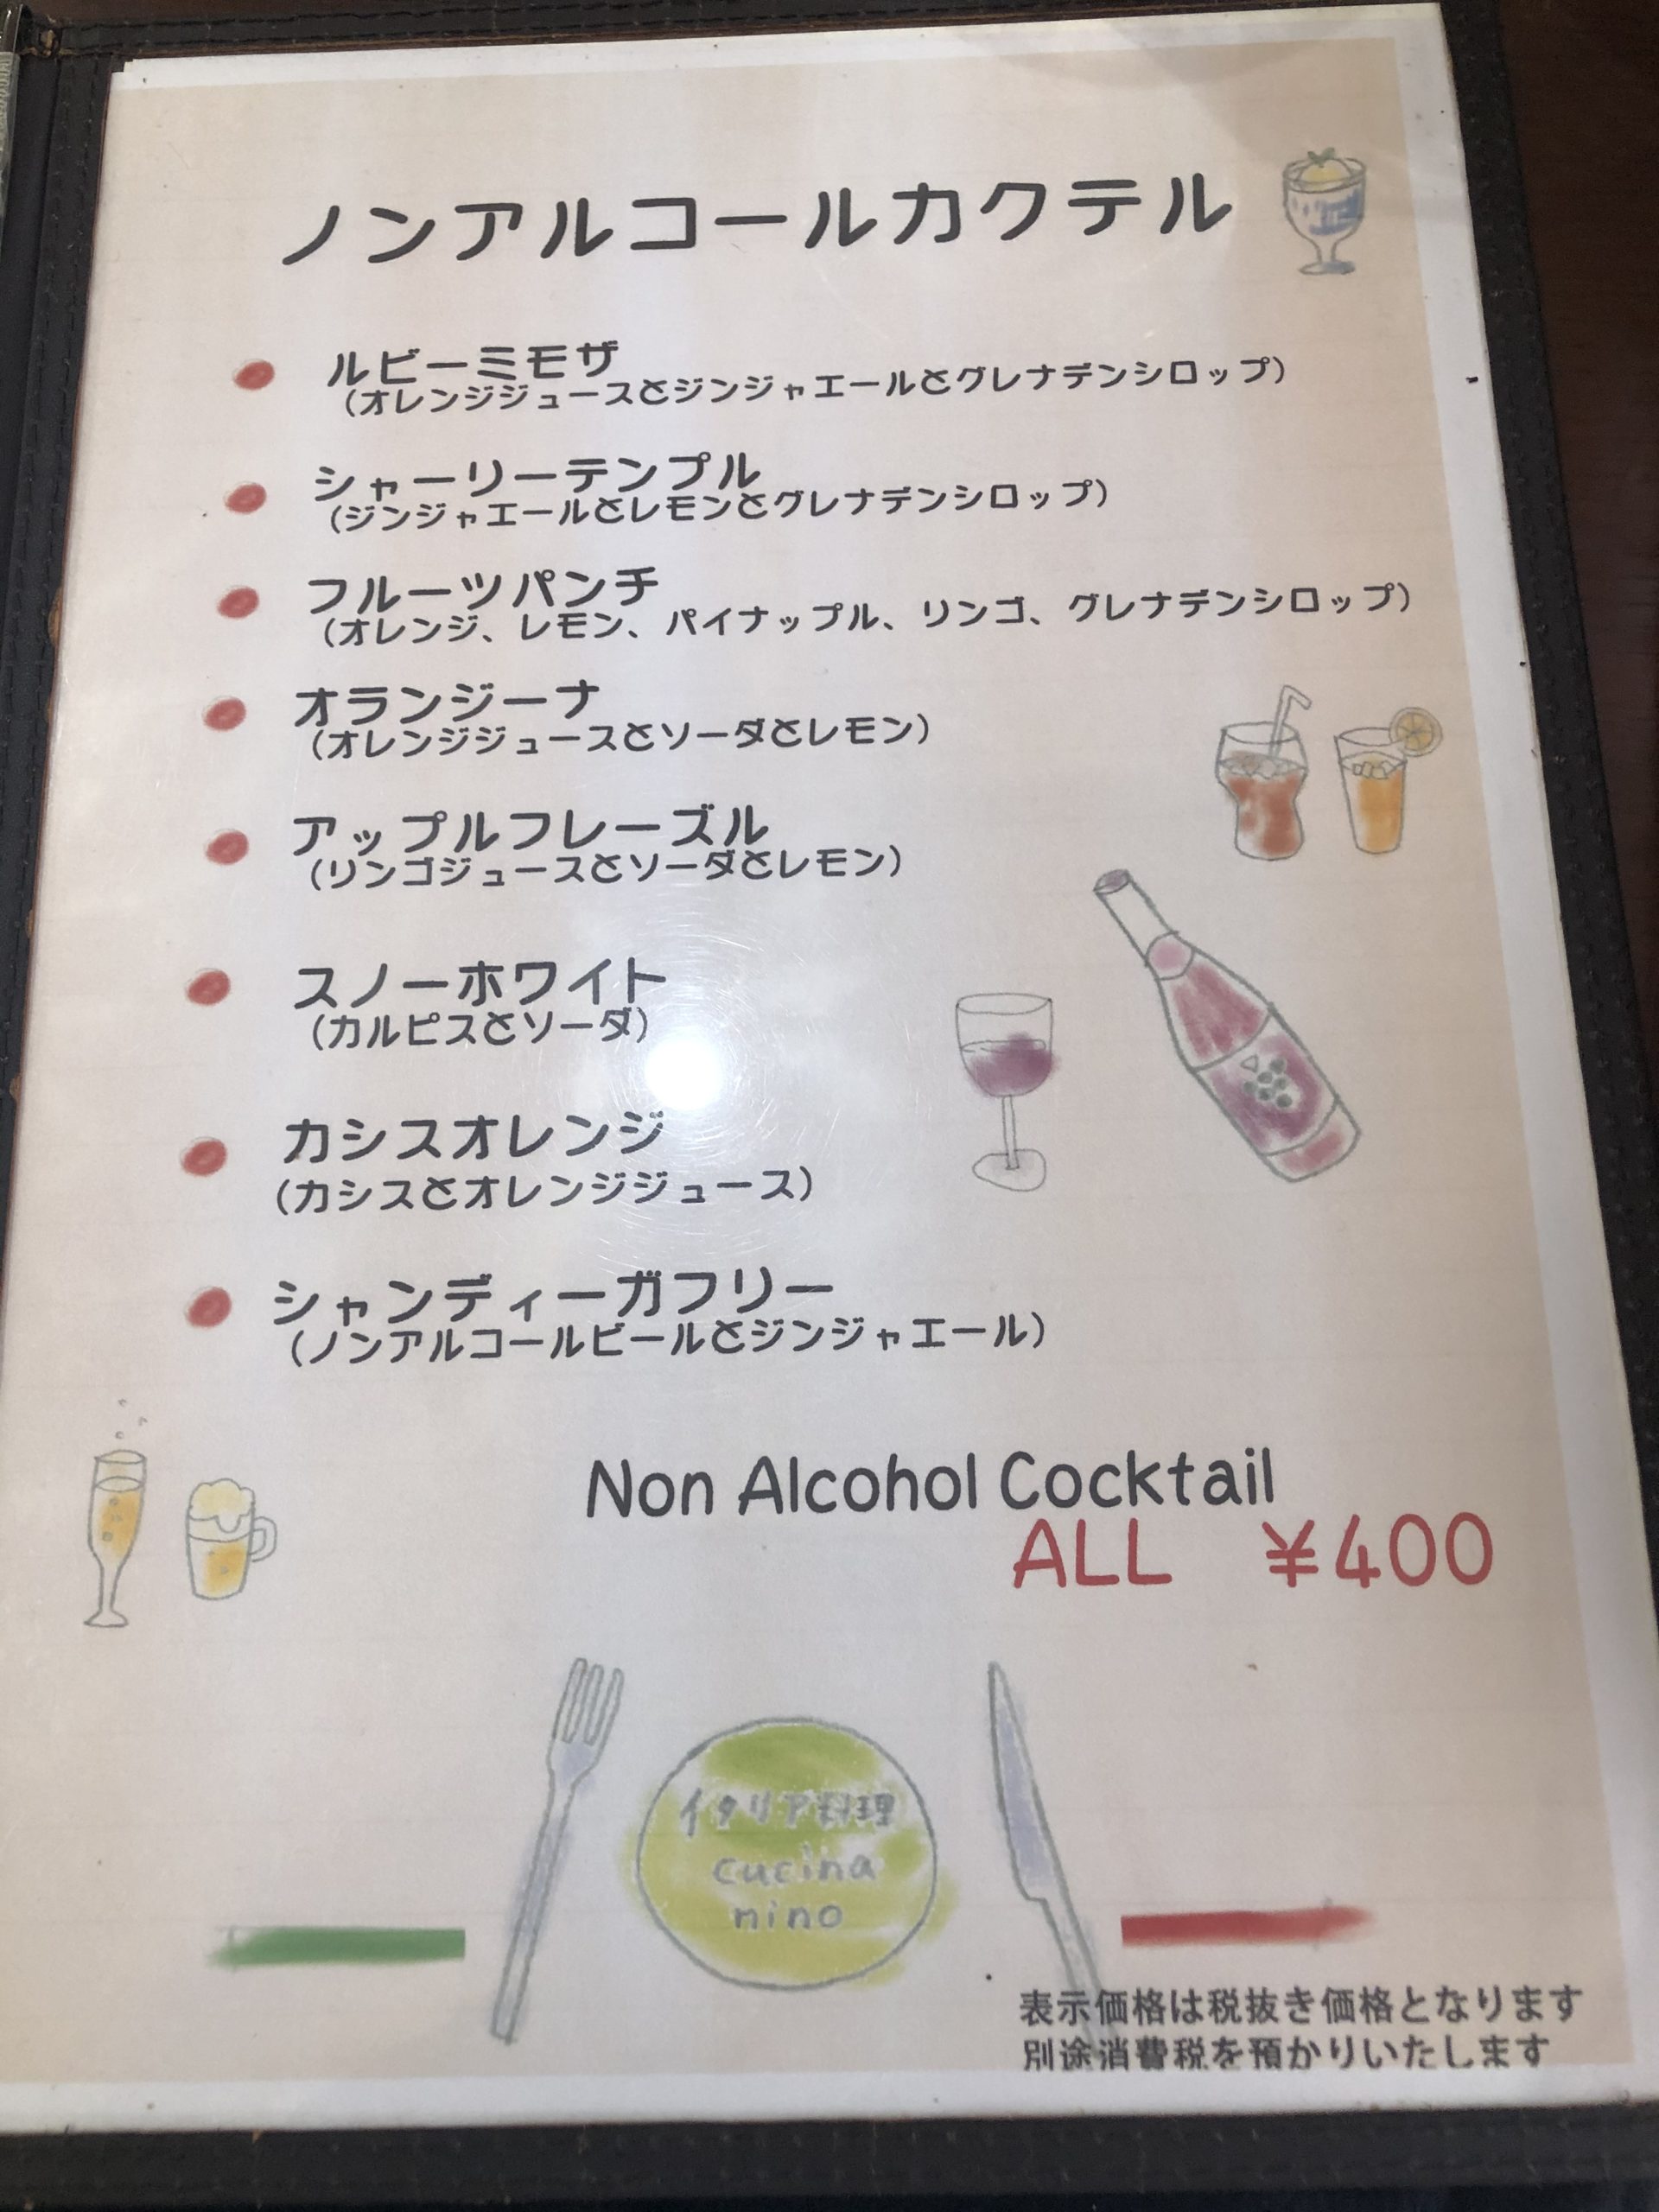 ノンアルコールカクテル
ルビーミモザ
(オレンジジュースとジンジャエールとグレナデンシロップ)
シャーリーテンプル
(ジンジャエールとレモンとグレナデンシロップ)
フルーツパンチ
(オレンジ、レモン、パイナップル、リンゴ、グレナデンシロップ)
オランジーナ
(オレンジジュースとソーダとレモン)
アップルフレーズル
(リンゴジュースとソーダとレモン)
スノーホワイト
(カルピスとソーダ)
カシスオレンジ
(カシスとオレンジジュース)
シャンディーガフリー
(ノンアルコールビールとジンジャエール)
Non Alcohol Cocktail
ALL ¥400
イタリア料理
cucina
nino
表示価格は税抜き価格となります
別途消費税を預かりいたします